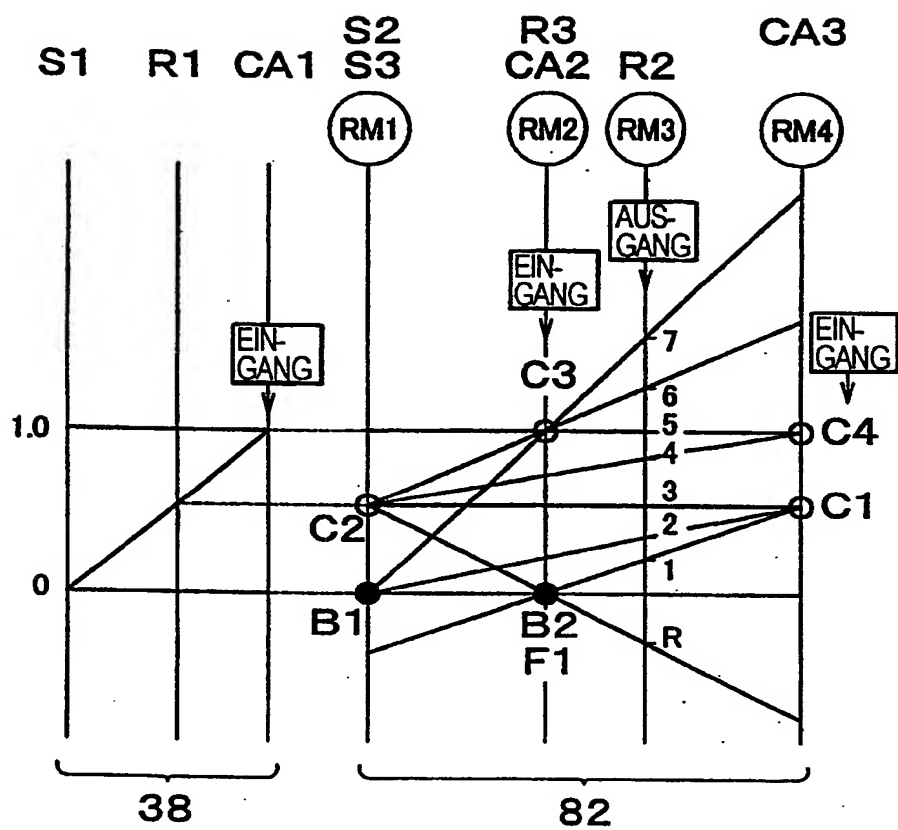 S2 R3 CA3
S1 R1 CA1 S3 CA2 R2
RM1 RM2 RM3 RM4
AUS-
GANG
EIN-
GANG
7
EIN-
GANG
EIN-
GANG
C3
6
1.0 5 C4
4
3 C1
C2
2
1
0
B1 B2 R
F1
38 82